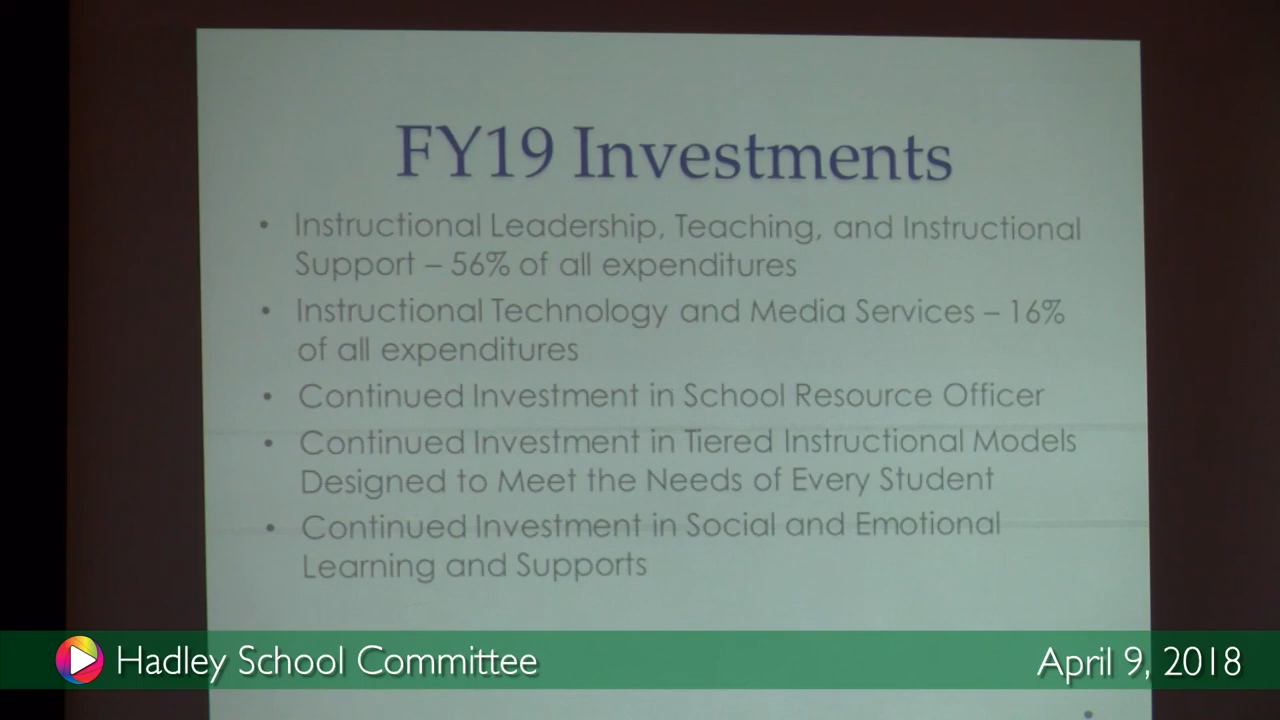 FY19 Investments
• Instructional Leadership, Teaching, and Instructional
Support – 56% of all expenditures
• Instructional Technology and Media Services – 16%
of all expenditures
• Continued Investment in School Resource Officer
• Continued Investment in Tiered Instructional Models
Designed to Meet the Needs of Every Student
• Continued Investment in Social and Emotional
Learning and Supports
Hadley School Committee
April 9, 2018